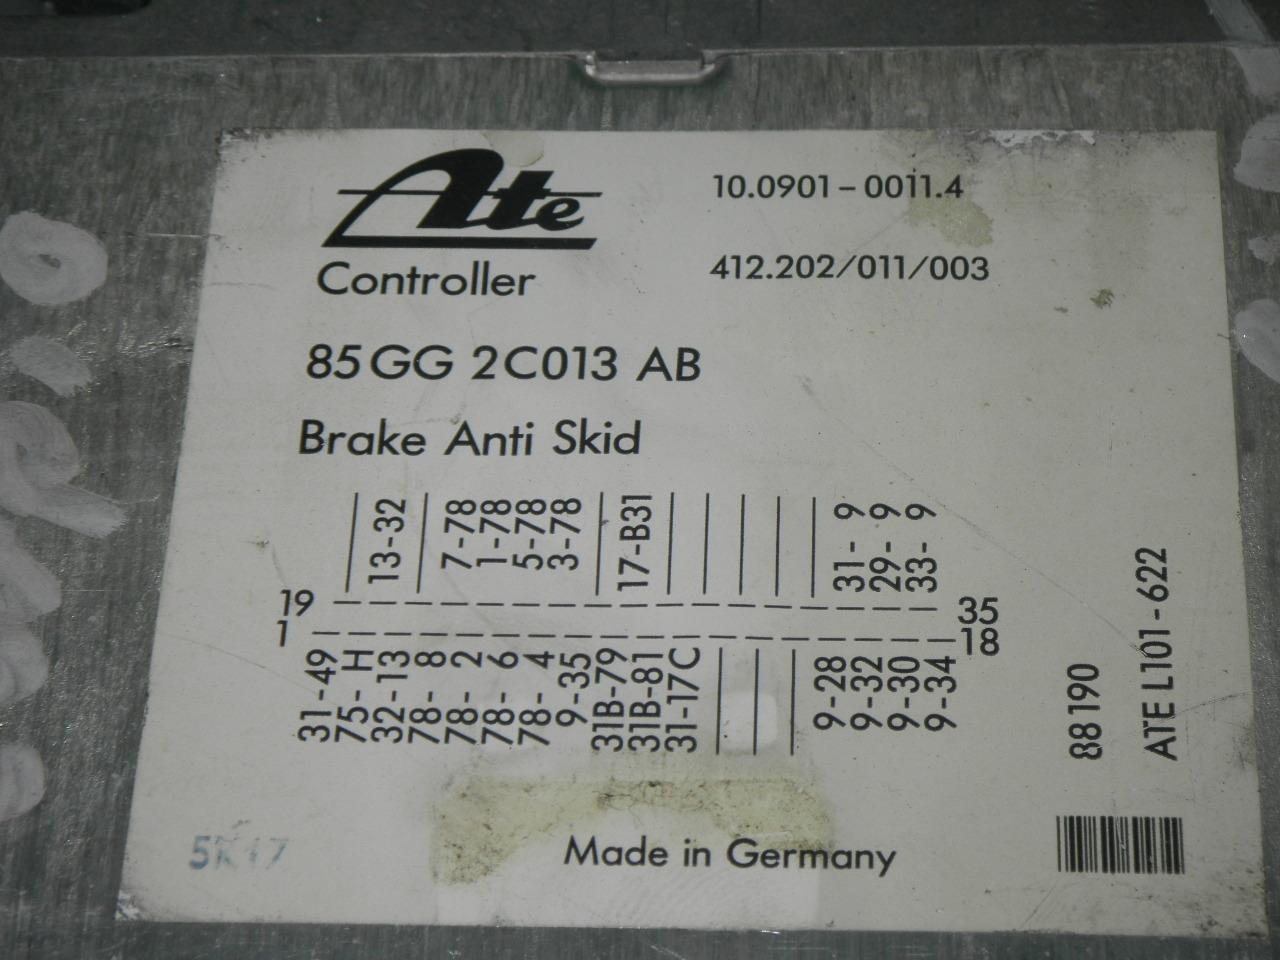 Ate
10.0901-0011.4
Controller
412.202/011/003
85GG 2C013 AB
Brake Anti Skid
13-32
7-78
1-78
5-78
3-78
17-B31
31- 9
29- 9
33- 9
19
35
1
18
31-49
75- H
32-13
78- 8
78- 2
78- 6
78- 4
9-35
31B-79
31B-81
31-17C
9-28
9-32
9-30
9-34
88190
ATE L101-622
5K17
Made in Germany